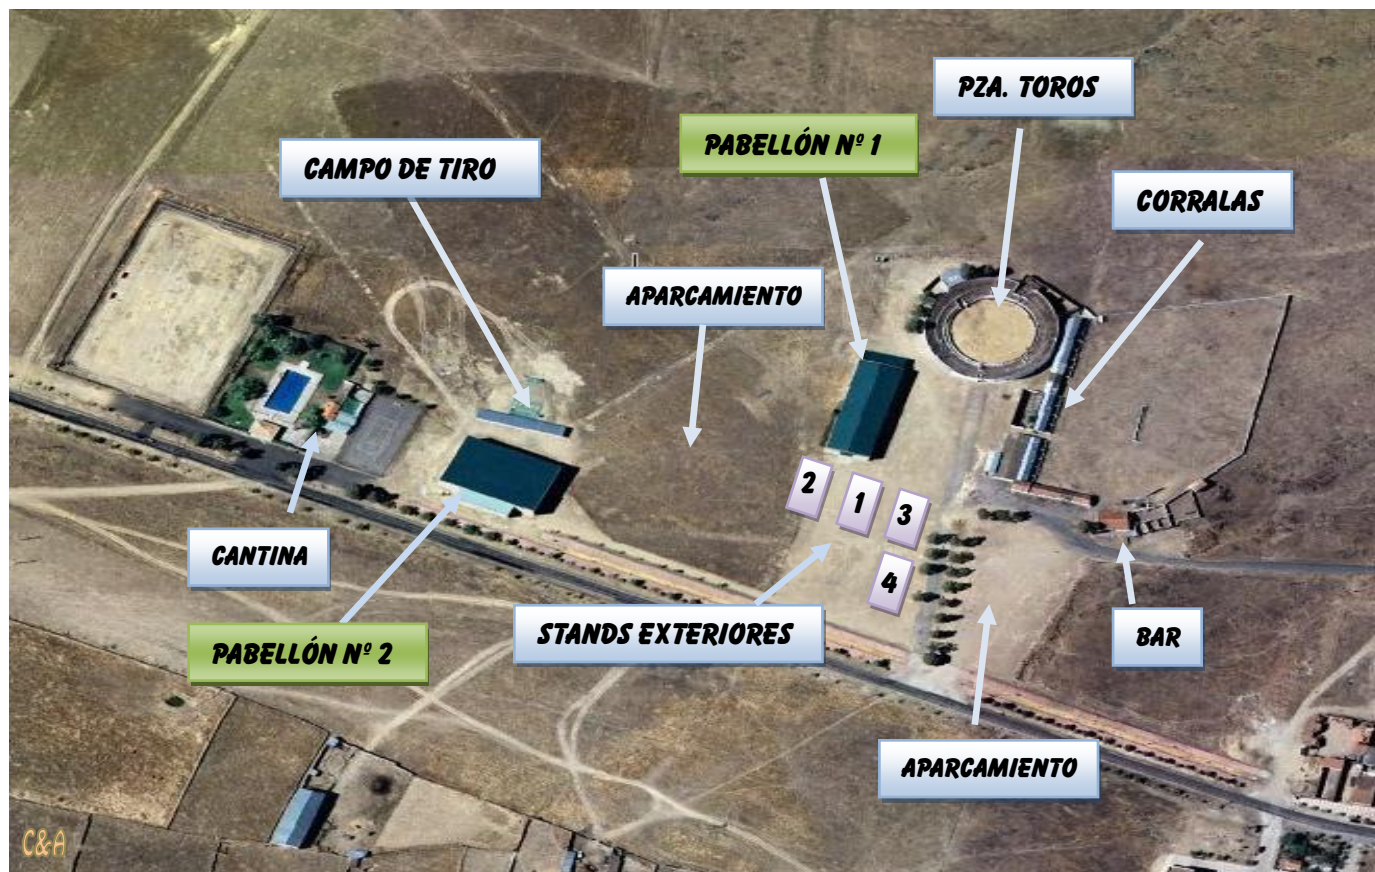 PZA. TOROS
PABELLÓN Nº 1
CAMPO DE TIRO
CORRALAS
APARCAMIENTO
2
1
3
4
CANTINA
STANDS EXTERIORES
BAR
PABELLÓN Nº 2
APARCAMIENTO
C&A